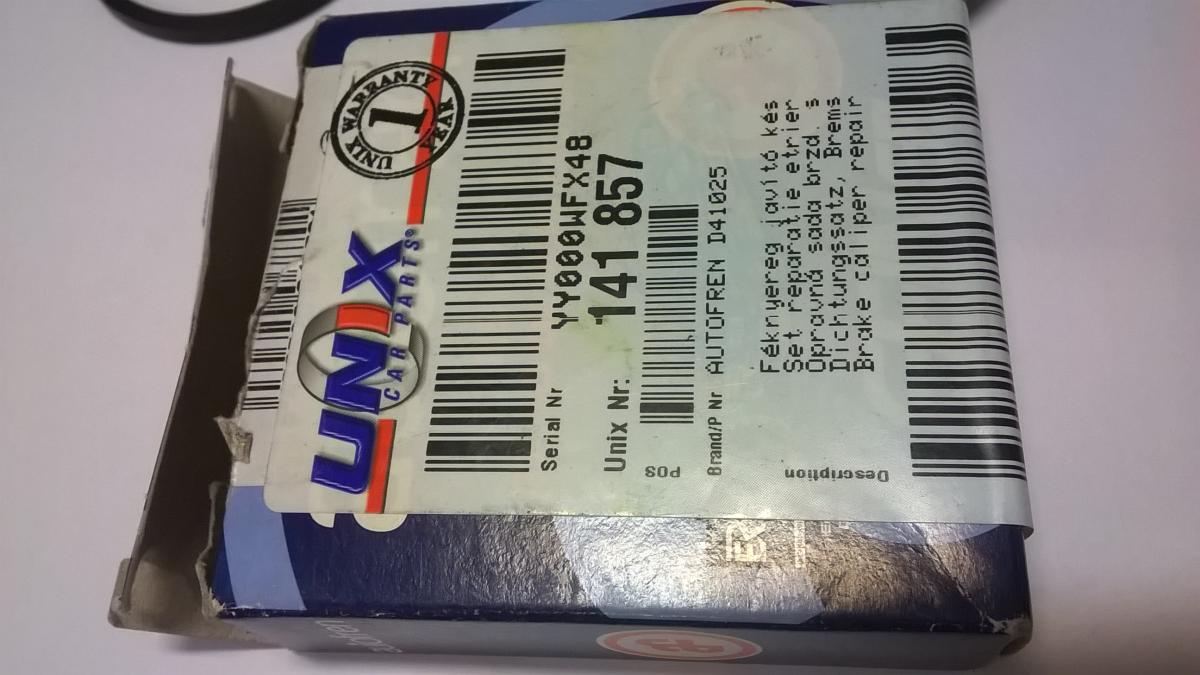 UNIX
CAR PARTS®
UNIX WARRANTY
1
YEAR
Serial Nr
YY000WFX48
Unix Nr: 141 857
POS
Brand/P Nr AUTOFREN D41025
Description
Féknyereg javító kés
Set reparatie etrier
Opravná sada brzd. s
Dichtungssatz, Brems
Brake caliper repair